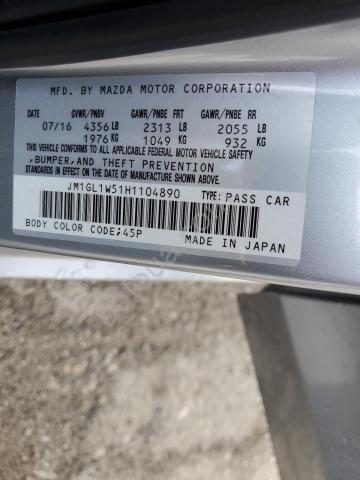 MFD. BY MAZDA MOTOR CORPORATION
GVWR/PNBV GAWR/PNBE FRT GAWR/PNBE RR
07/16 4356 LB 2313 LB 2055 LB
1976 KG 1049 KG 932 KG
THIS VEHICLE CONFORMS TO ALL
APPLICABLE FEDERAL MOTOR VEHICLE SAFETY,
BUMPER, AND THEFT PREVENTION
STANDARDS IN EFFECT ON THE DATE OF
MANUFACTURE SHOWN ABOVE.
JM1GL1W51H1104890 TYPE: PASS CAR
BODY COLOR CODE;45P
MADE IN JAPAN